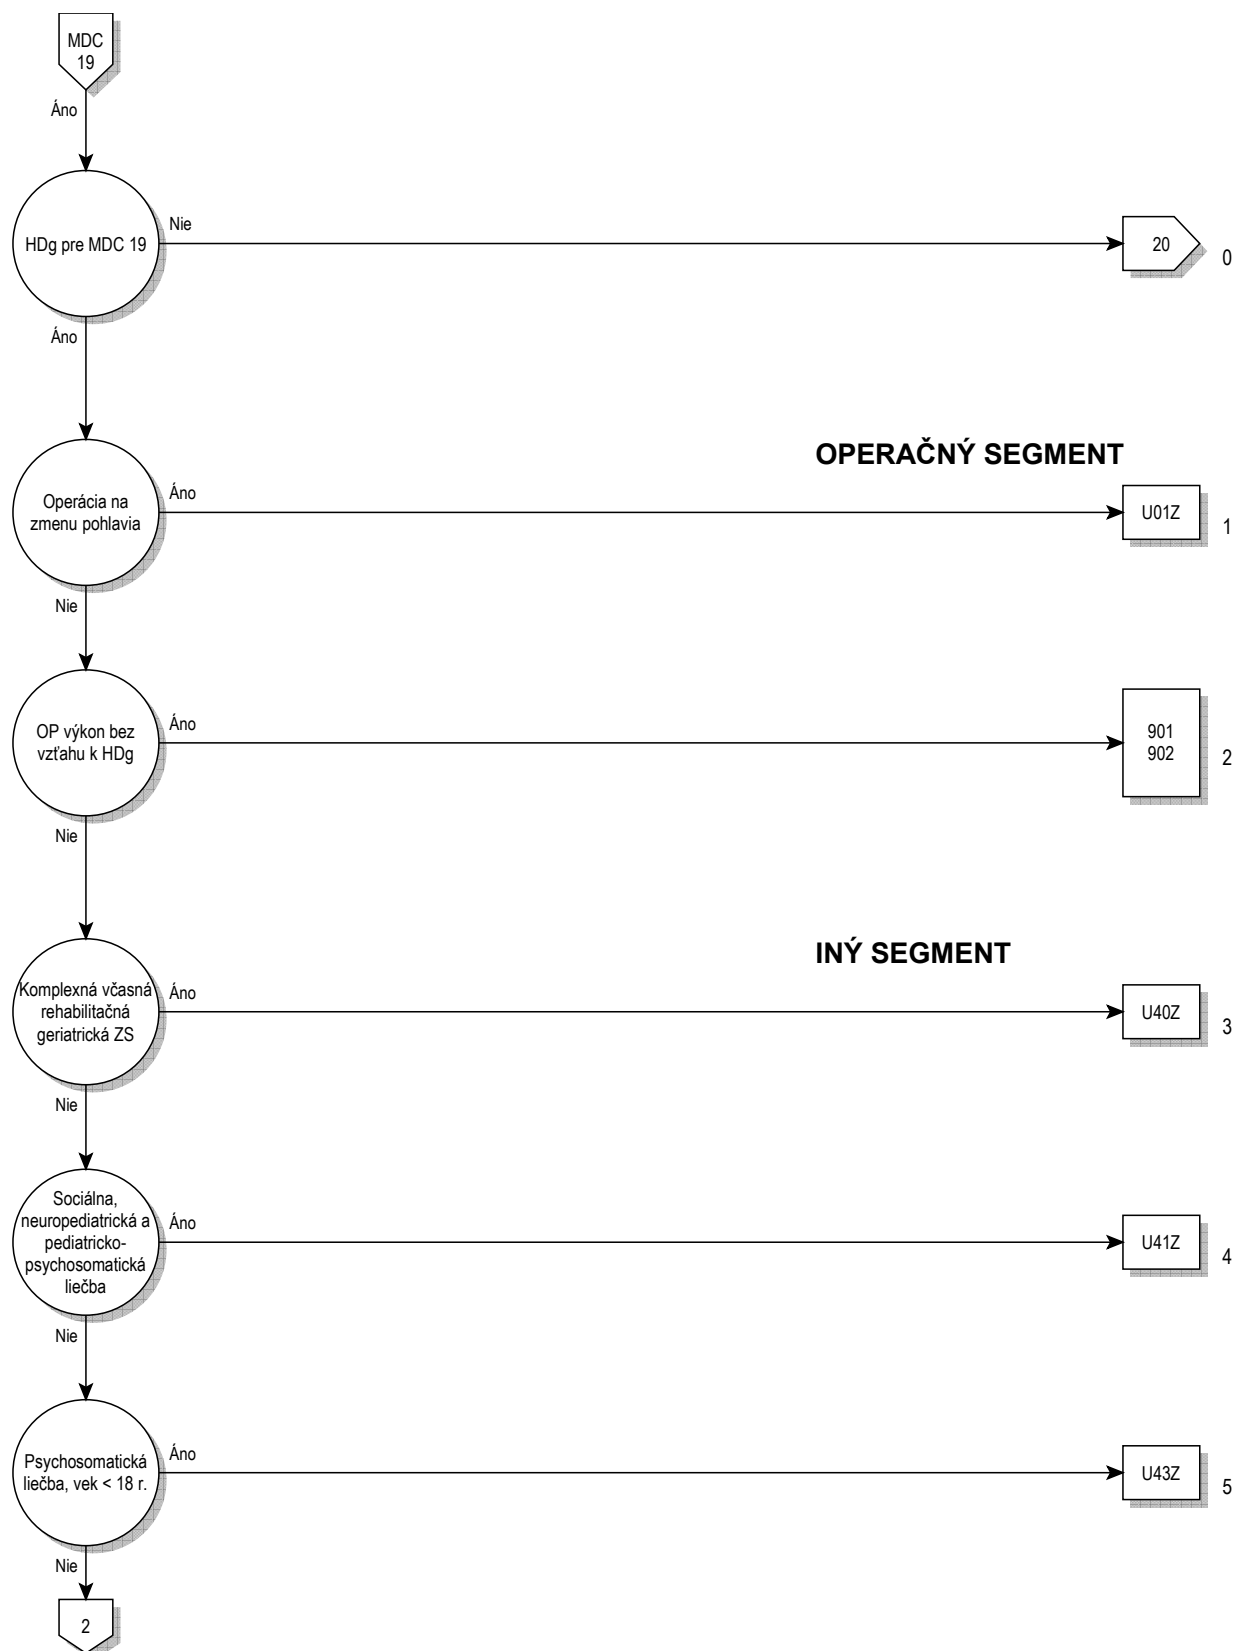 MDC
19
Áno
HDg pre MDC 19
Nie
20
0
Áno
OPERAČNÝ SEGMENT
Operácia na
zmenu pohlavia
Áno
U01Z
1
Nie
OP výkon bez
vzťahu k HDg
Áno
901
902
2
Nie
INÝ SEGMENT
Komplexná včasná
rehabilitačná
geriatrická ZS
Áno
U40Z
3
Nie
Sociálna,
neuropediatrická a
pediatricko-
psychosomatická
liečba
Áno
U41Z
4
Nie
Psychosomatická
liečba, vek < 18 r.
Áno
U43Z
5
Nie
2